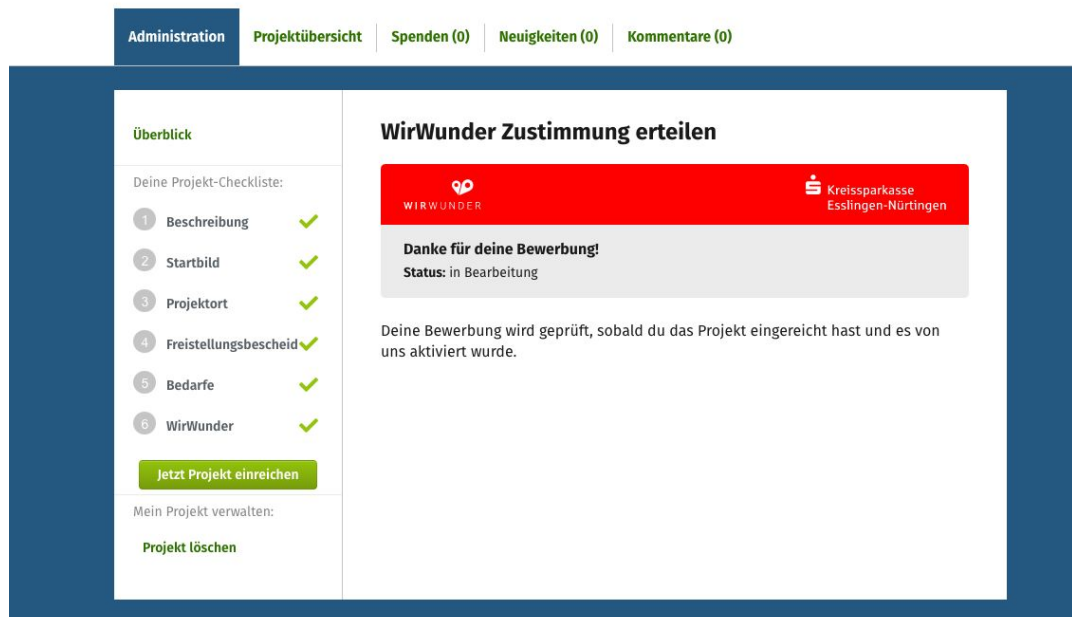 Administration Projektübersicht Spenden (0) Neuigkeiten (0) Kommentare (0)
Überblick
Deine Projekt-Checkliste:
1 Beschreibung
2 Startbild
3 Projektort
4 Freistellungsbescheid
5 Bedarfe
6 WirWunder
Jetzt Projekt einreichen
Mein Projekt verwalten:
Projekt löschen
WirWunder Zustimmung erteilen
WIRWUNDER
Kreissparkasse
Esslingen-Nürtingen
Danke für deine Bewerbung!
Status: in Bearbeitung
Deine Bewerbung wird geprüft, sobald du das Projekt eingereicht hast und es von
uns aktiviert wurde.